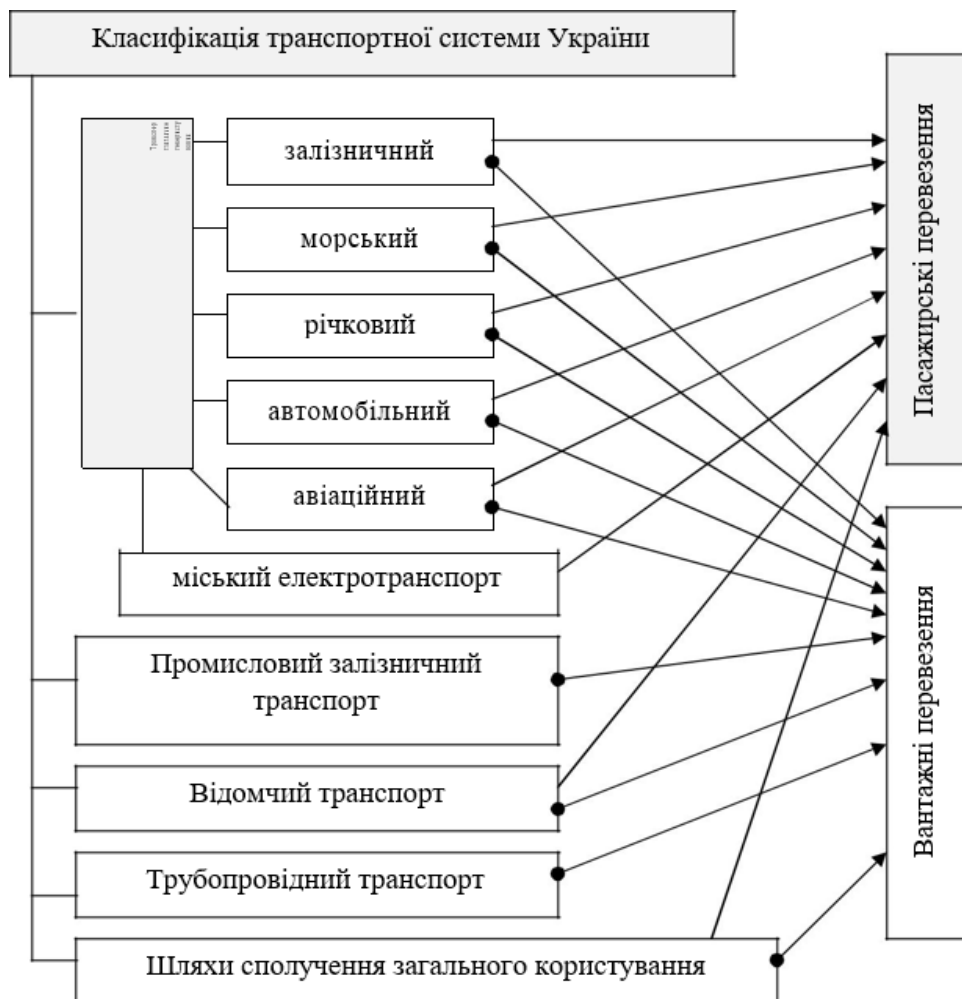 Класифікація транспортної системи України
залізничний
морський
річковий
автомобільний
авіаційний
міський електротранспорт
Промисловий залізничний
транспорт
Відомчий транспорт
Трубопровідний транспорт
Шляхи сполучення загального користування
Пасажирські перевезення
Вантажні перевезення